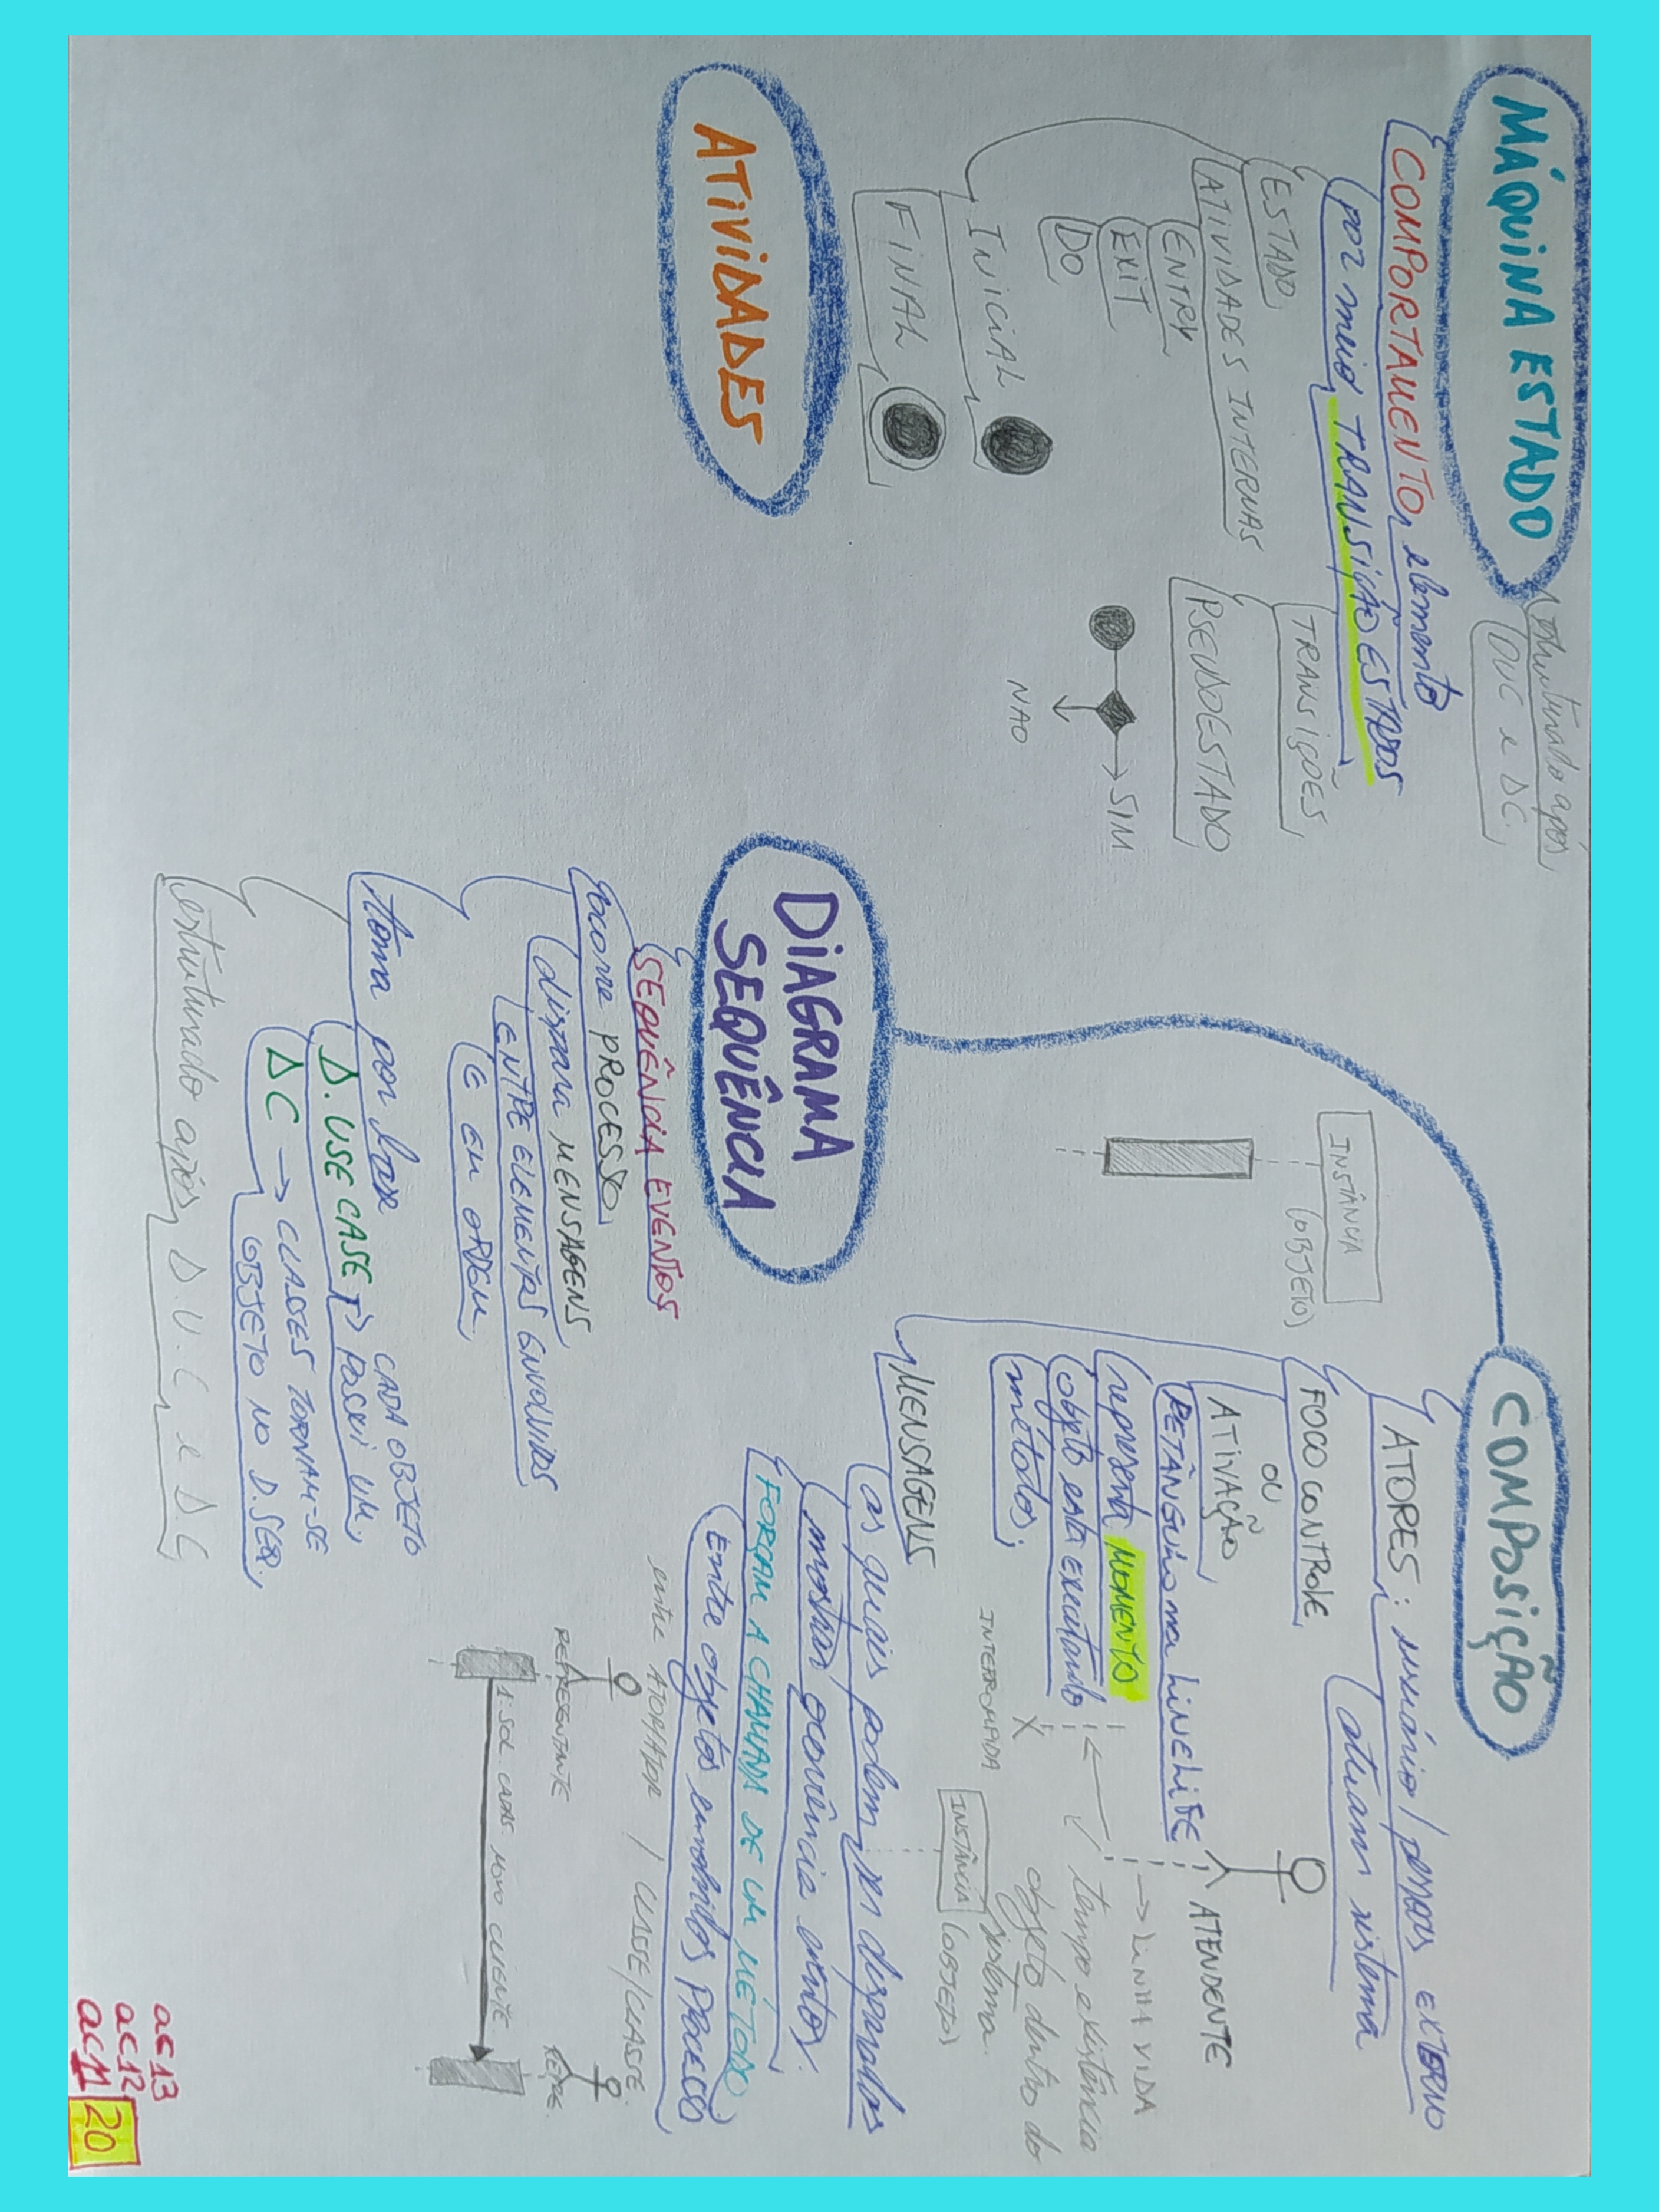 MÁQUINA ESTADO
estruturado após
DUC e DC.
COMPORTAMENTO elemento
por meio TRANSIÇÃO ESTADOS
ESTADO
ATIVIDADES INTERNAS
ENTRY
EXIT
DO
INICIAL
FINAL
TRANSIÇÕES
PSEUDOESTADO
SIM
NAO
ATIVIDADES
COMPOSIÇÃO
ATORES: usuário / pessoas EXTERNO
atuam sistema
FOCO CONTROLE
OU
ATIVAÇÃO
RETÂNGULO na LINELIFE
representa MOMENTO
objeto está executando
métodos.
INSTÂNCIA
(OBJETO)
ATENDENTE
LINHA VIDA
tempo existência
objeto dentro do
sistema.
X
INTERROMPIDA
INSTÂNCIA
(OBJETO)
MENSAGENS
as quais podem ser disparados
mostrar ocorrência eventos.
FORÇAM A CHAMADA DE UM MÉTODO
Entre objetos envolvidos PROCESSO
entre ATOR/ATOR / CLASSE/CLASSE.
REPRESENTANTE
REPRE.
1: SOL. CADAS. NOVO CLIENTE.
DIAGRAMA
SEQUÊNCIA
SEQUÊNCIA EVENTOS
ocorre PROCESSO
dispara MENSAGENS
ENTRE ELEMENTOS ENVOLVIDOS
E EM ORDEM
toma por base
D. USE CASE → CADA OBJETO
POSSUI UM
DC → CLASSES TORNAM-SE
OBJETO NO D. SEQ.
estruturado após D.U.C e D.C
ac13
ac12
ac11
20